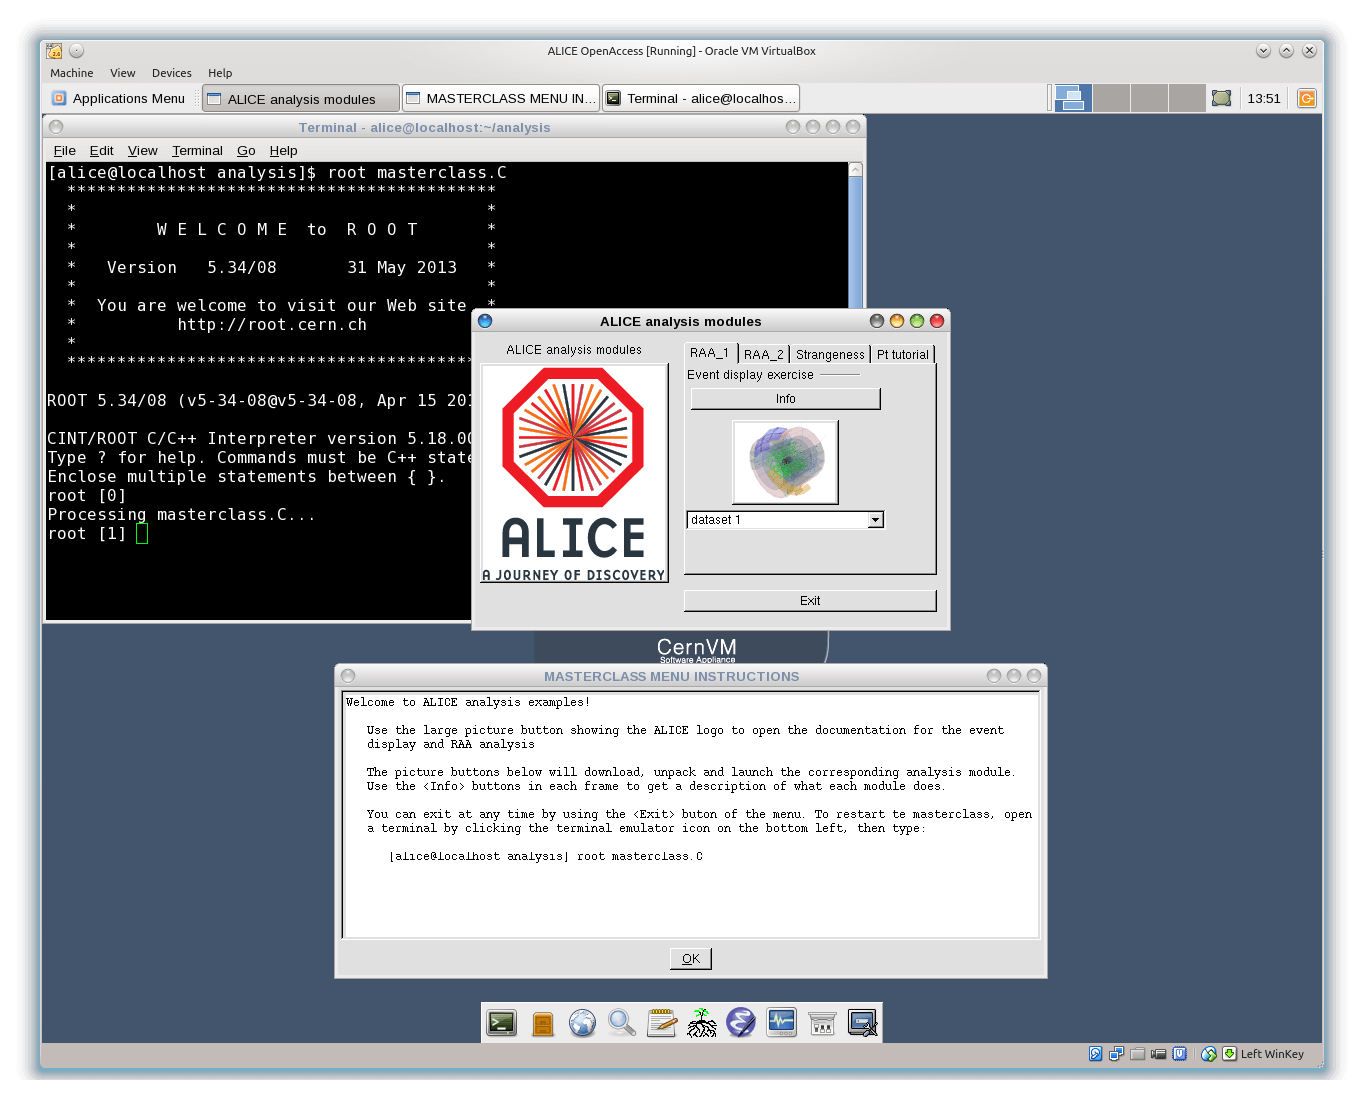 ALICE OpenAccess [Running] - Oracle VM VirtualBox
Machine View Devices Help
Applications Menu ALICE analysis modules MASTERCLASS MENU IN... Terminal - alice@localhos... 13:51
Terminal - alice@localhost:~/analysis
File Edit View Terminal Go Help
[alice@localhost analysis]$ root masterclass.C
*******************************************
* *
* W E L C O M E to R O O T *
* *
* Version 5.34/08 31 May 2013 *
* *
* You are welcome to visit our Web site *
* http://root.cern.ch
*
*****************************************
ROOT 5.34/08 (v5-34-08@v5-34-08, Apr 15 201
CINT/ROOT C/C++ Interpreter version 5.18.00
Type ? for help. Commands must be C++ state
Enclose multiple statements between { }.
root [0]
Processing masterclass.C...
root [1]
ALICE analysis modules
ALICE analysis modules
ALICE
A JOURNEY OF DISCOVERY
RAA_1 RAA_2 Strangeness Pt tutorial
Event display exercise
Info
dataset 1
Exit
CernVM
Software Appliance
MASTERCLASS MENU INSTRUCTIONS
Welcome to ALICE analysis examples!
Use the large picture button showing the ALICE logo to open the documentation for the event
display and RAA analysis
The picture buttons below will download, unpack and launch the corresponding analysis module.
Use the <Info> buttons in each frame to get a description of what each module does.
You can exit at any time by using the <Exit> buton of the menu. To restart te masterclass, open
a terminal by clicking the terminal emulator icon on the bottom left, then type:
[alice@localhost analysis] root masterclass.C
OK
Left WinKey